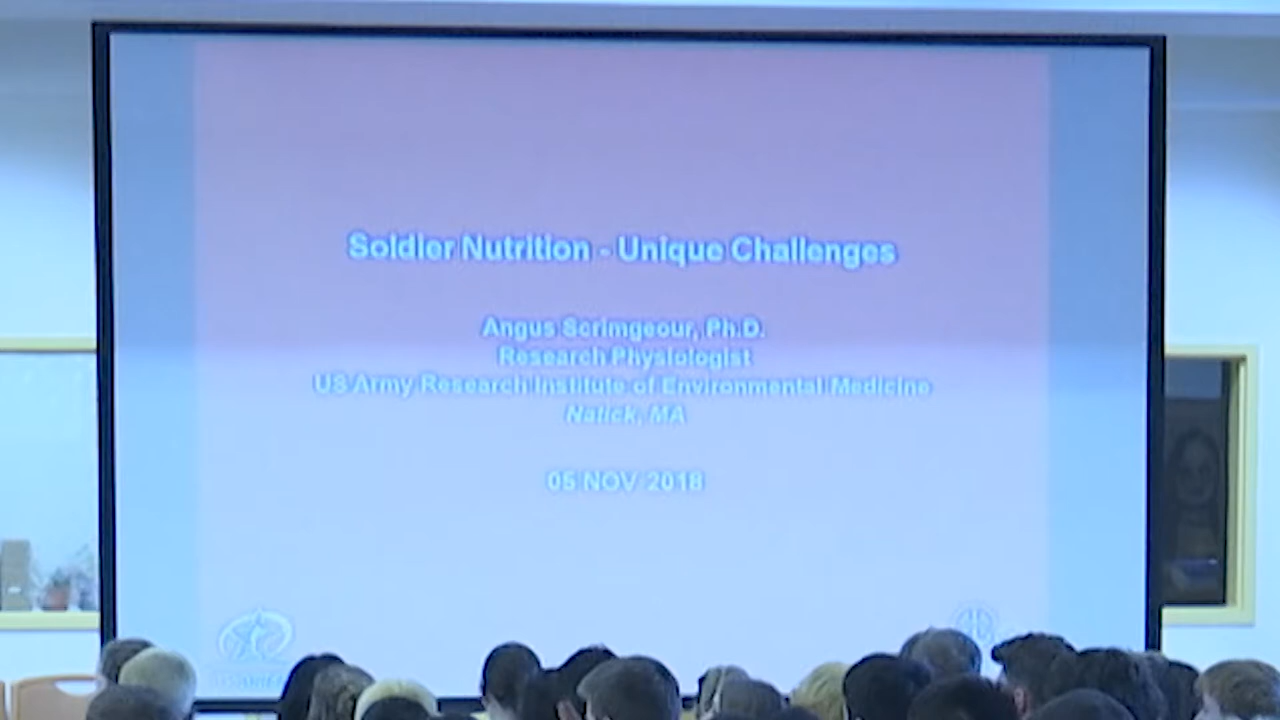 Soldier Nutrition - Unique Challenges
Angus Scrimgeour, Ph.D.
Research Physiologist
US Army Research Institute of Environmental Medicine
Natick, MA
05 NOV 2018